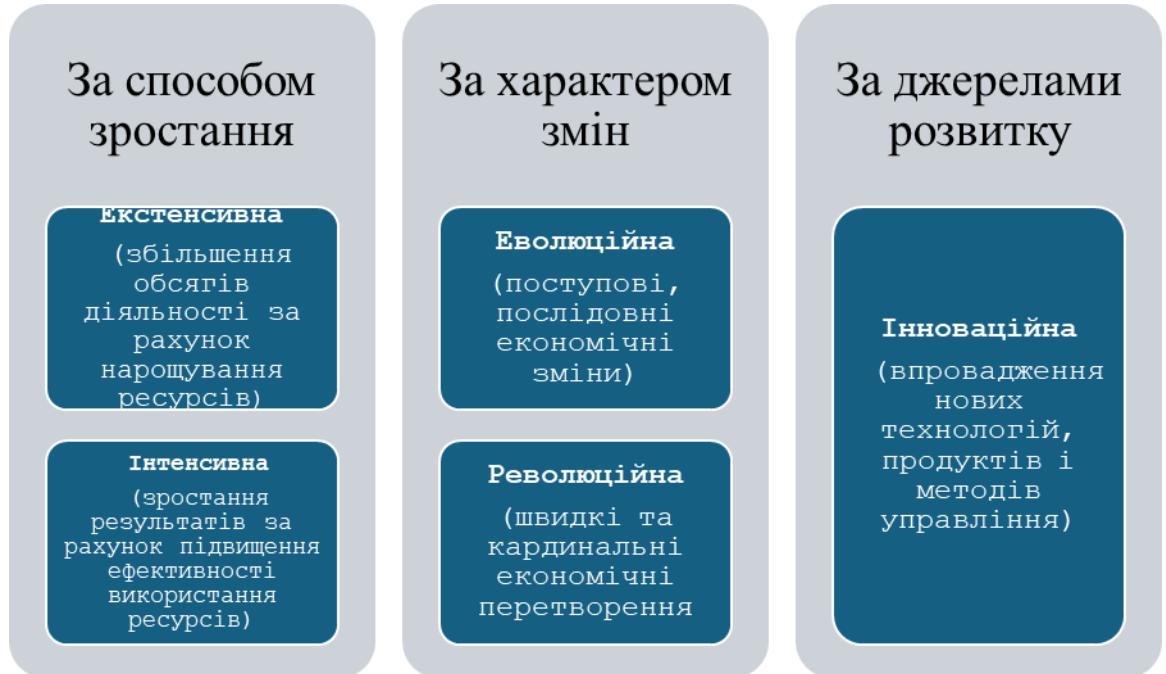 За способом
зростання
Екстенсивна
(збільшення
обсягів
діяльності за
рахунок
нарощування
ресурсів)
Інтенсивна
(зростання
результатів за
рахунок підвищення
ефективності
використання
ресурсів)
За характером
змін
Еволюційна
(поступові,
послідовні
економічні
зміни)
Революційна
(швидкі та
кардинальні
економічні
перетворення
За джерелами
розвитку
Інноваційна
(впровадження
нових
технологій,
продуктів і
методів
управління)